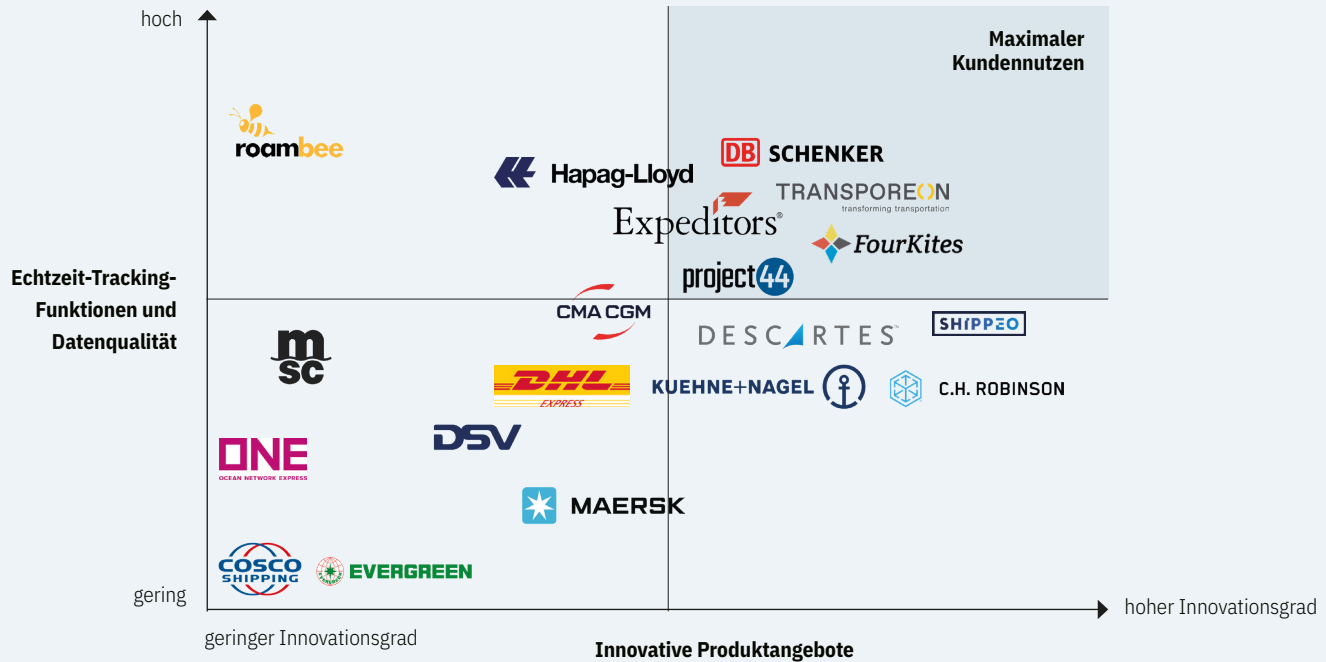 hoch
Maximaler
Kundennutzen
roambee
DB SCHENKER
Hapag-Lloyd
TRANSPOREON
transforming transportation
Expeditors®
FourKites
project44
Echtzeit-Tracking-
Funktionen und
Datenqualität
CMA CGM
SHIPPEO
DESCARTES™
msc
DHL
EXPRESS
KUEHNE+NAGEL
C.H. ROBINSON
DSV
ONE
OCEAN NETWORK EXPRESS
MAERSK
COSCO
SHIPPING
EVERGREEN
gering
hoher Innovationsgrad
geringer Innovationsgrad
Innovative Produktangebote